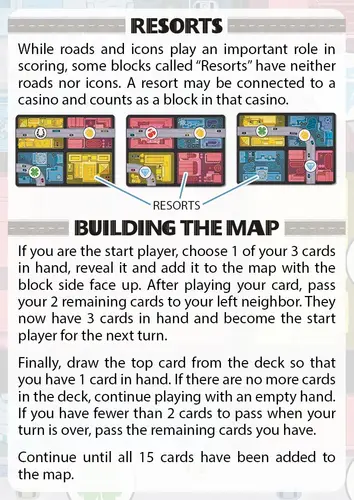 RESORTS
While roads and icons play an important role in
scoring, some blocks called “Resorts” have neither
roads nor icons. A resort may be connected to a
casino and counts as a block in that casino.
RESORTS
BUILDING THE MAP
If you are the start player, choose 1 of your 3 cards
in hand, reveal it and add it to the map with the
block side face up. After playing your card, pass
your 2 remaining cards to your left neighbor. They
now have 3 cards in hand and become the start
player for the next turn.
Finally, draw the top card from the deck so that
you have 1 card in hand. If there are no more cards
in the deck, continue playing with an empty hand.
If you have fewer than 2 cards to pass when your
turn is over, pass the remaining cards you have.
Continue until all 15 cards have been added to
the map.